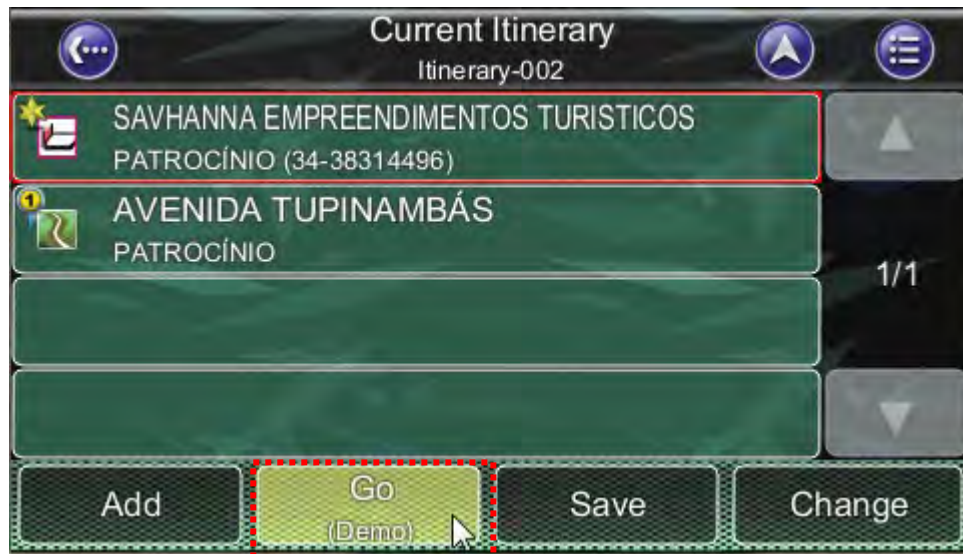 Current Itinerary
Itinerary-002
SAVHANNA EMPREENDIMENTOS TURISTICOS
PATROCÍNIO (34-38314496)
1
AVENIDA TUPINAMBÁS
PATROCÍNIO
1/1
Add
Go
(Demo)
Save
Change